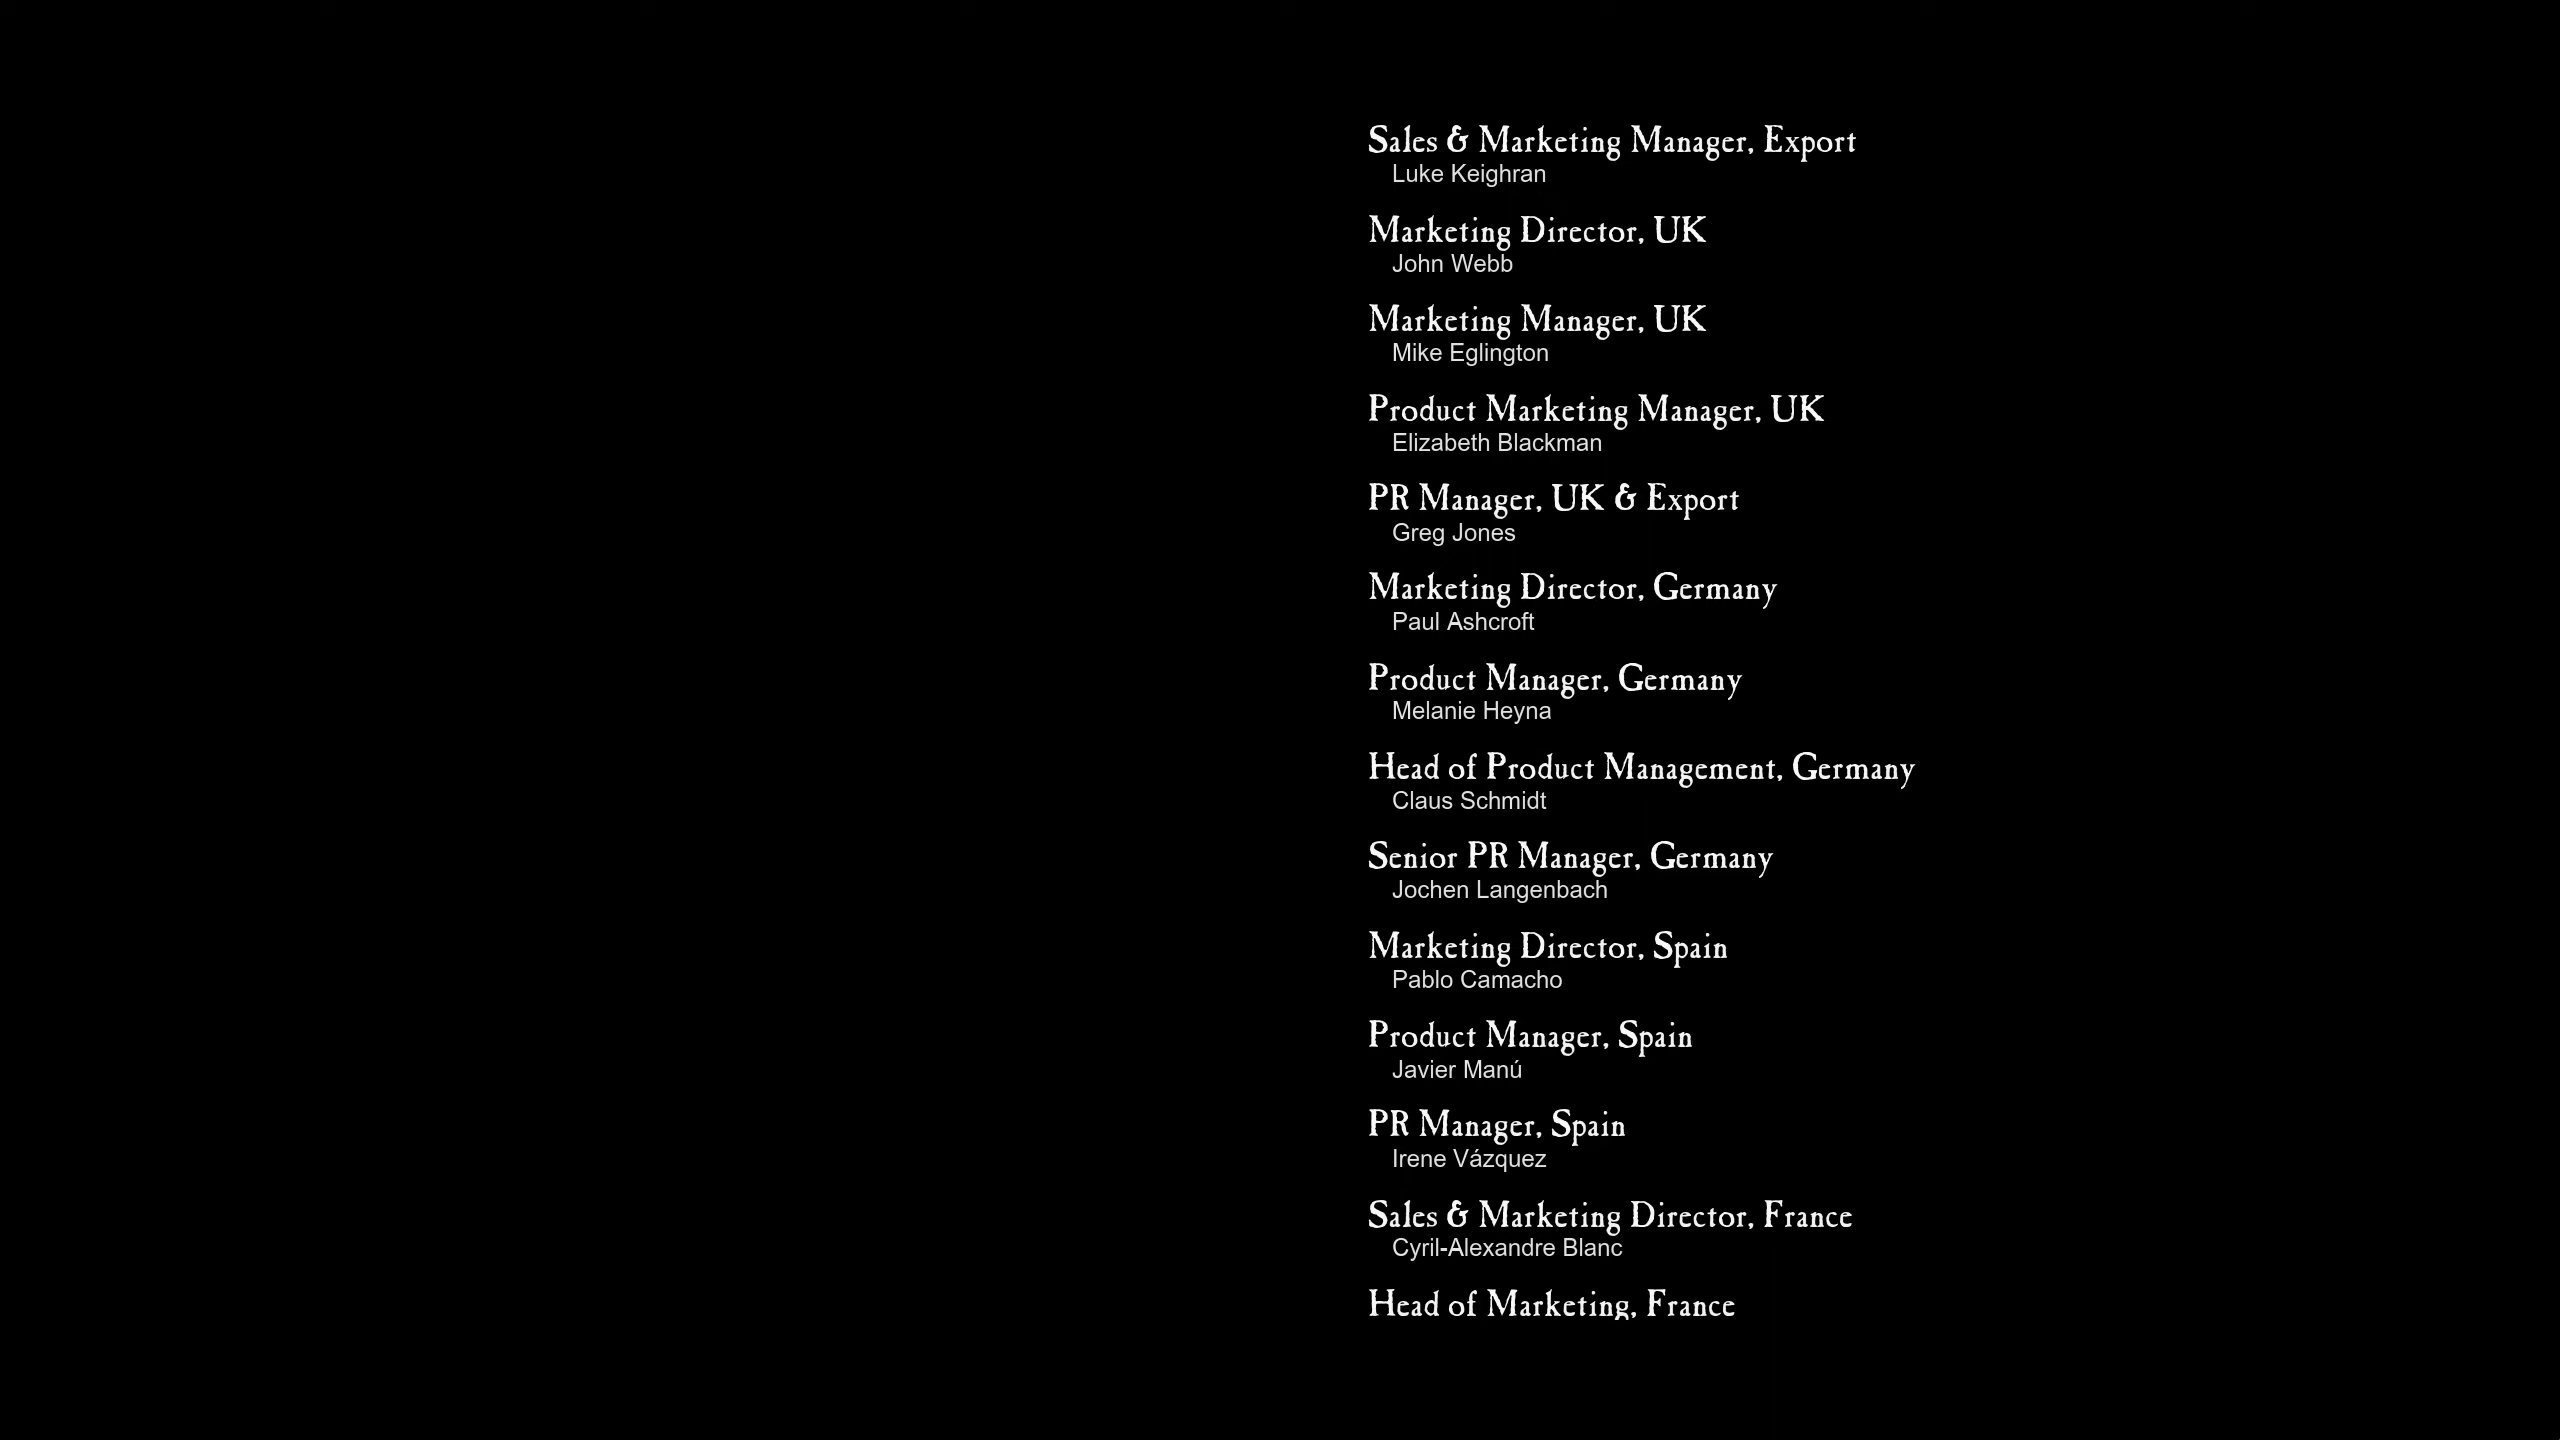 Sales & Marketing Manager, Export
Luke Keighran
Marketing Director, UK
John Webb
Marketing Manager, UK
Mike Eglington
Product Marketing Manager, UK
Elizabeth Blackman
PR Manager, UK & Export
Greg Jones
Marketing Director, Germany
Paul Ashcroft
Product Manager, Germany
Melanie Heyna
Head of Product Management, Germany
Claus Schmidt
Senior PR Manager, Germany
Jochen Langenbach
Marketing Director, Spain
Pablo Camacho
Product Manager, Spain
Javier Manú
PR Manager, Spain
Irene Vázquez
Sales & Marketing Director, France
Cyril-Alexandre Blanc
Head of Marketing, France